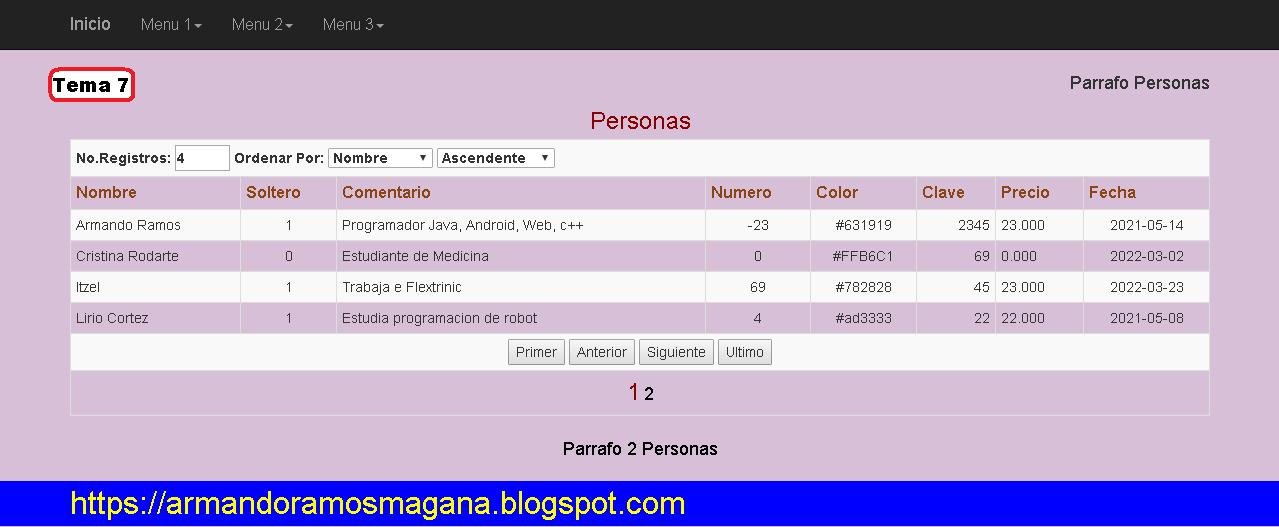 Inicio Menu 1 Menu 2 Menu 3
Tema 7
Parrafo Personas
Personas
No.Registros: 4 Ordenar Por: Nombre Ascendente
Nombre Soltero Comentario Numero Color Clave Precio Fecha
Armando Ramos 1 Programador Java, Android, Web, c++ -23 #631919 2345 23.000 2021-05-14
Cristina Rodarte 0 Estudiante de Medicina 0 #FFB6C1 69 0.000 2022-03-02
Itzel 1 Trabaja e Flextrinic 69 #782828 45 23.000 2022-03-23
Lirio Cortez 1 Estudia programacion de robot 4 #ad3333 22 22.000 2021-05-08
Primer Anterior Siguiente Ultimo
1 2
Parrafo 2 Personas
https://armandoramosmagana.blogspot.com